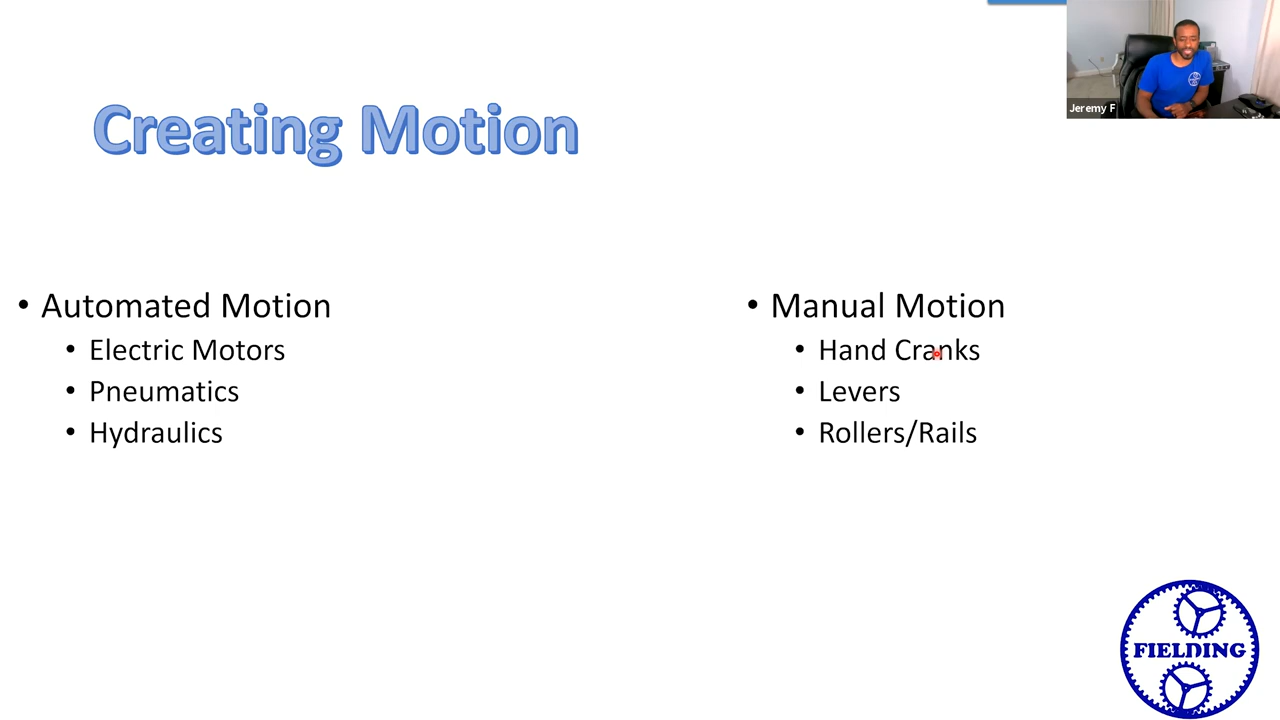 Jeremy F
Creating Motion
• Automated Motion
• Electric Motors
• Pneumatics
• Hydraulics
• Manual Motion
• Hand Cranks
• Levers
• Rollers/Rails
FIELDING